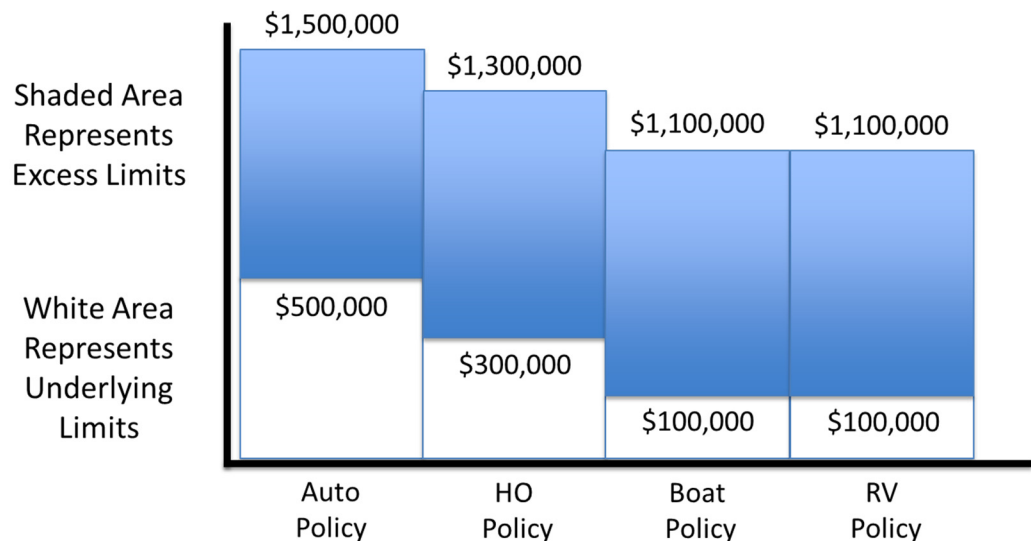 $1,500,000
$1,300,000
$1,100,000
$1,100,000
Shaded Area
Represents
Excess Limits
White Area
Represents
Underlying
Limits
$500,000
$300,000
$100,000
$100,000
Auto
Policy
HO
Policy
Boat
Policy
RV
Policy